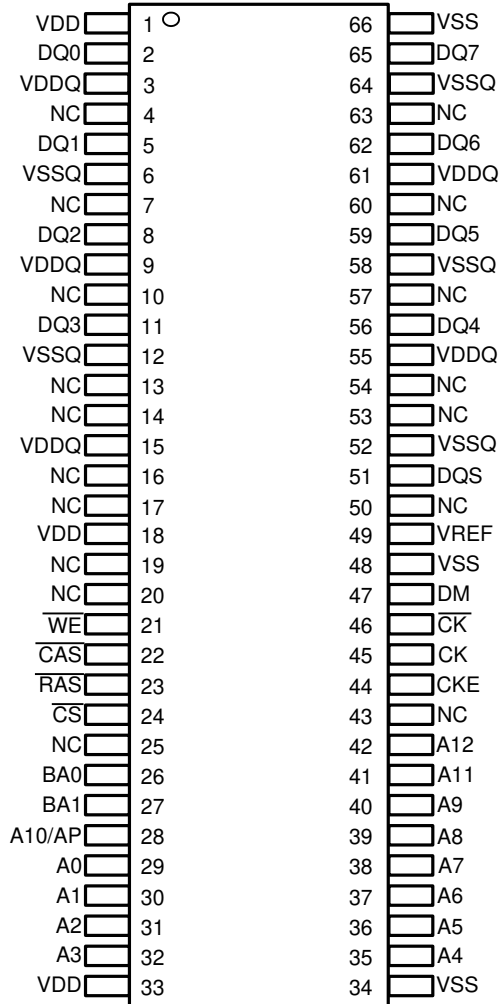 VDD 1 66 VSS
DQ0 2 65 DQ7
VDDQ 3 64 VSSQ
NC 4 63 NC
DQ1 5 62 DQ6
VSSQ 6 61 VDDQ
NC 7 60 NC
DQ2 8 59 DQ5
VDDQ 9 58 VSSQ
NC 10 57 NC
DQ3 11 56 DQ4
VSSQ 12 55 VDDQ
NC 13 54 NC
NC 14 53 NC
VDDQ 15 52 VSSQ
NC 16 51 DQS
NC 17 50 NC
VDD 18 49 VREF
NC 19 48 VSS
NC 20 47 DM
W̅E̅ 21 46 C̅K̅
C̅A̅S̅ 22 45 CK
R̅A̅S̅ 23 44 CKE
C̅S̅ 24 43 NC
NC 25 42 A12
BA0 26 41 A11
BA1 27 40 A9
A10/AP 28 39 A8
A0 29 38 A7
A1 30 37 A6
A2 31 36 A5
A3 32 35 A4
VDD 33 34 VSS